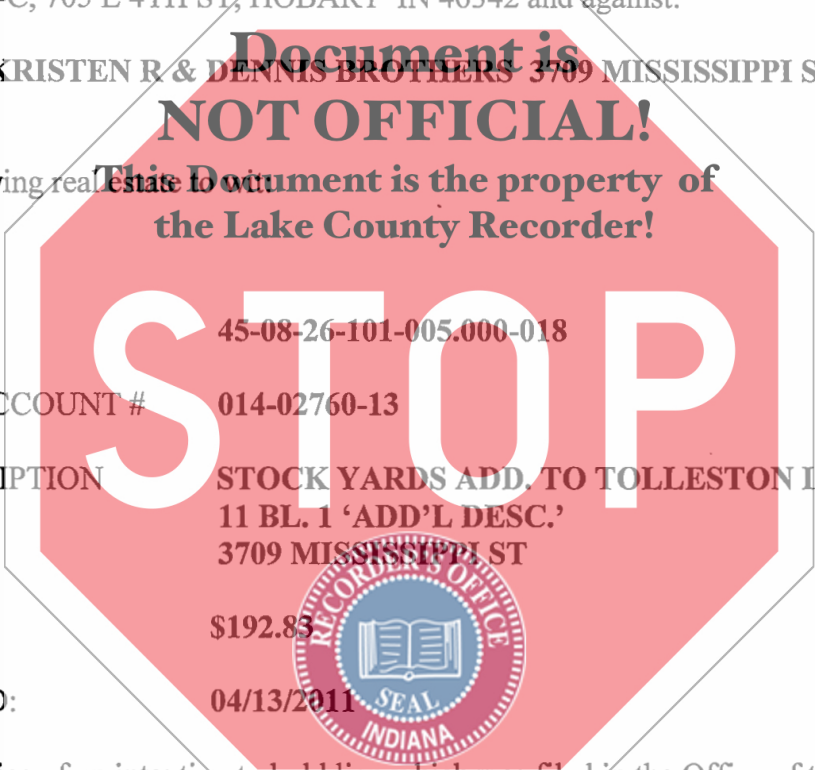 C, 705 E 4TH ST, HOBART IN 46342 and against:
Document is
KRISTEN R & DENNIS BROTHERS 3709 MISSISSIPPI S
NOT OFFICIAL!
ving real estate to wit:
This Document is the property of
the Lake County Recorder!
STOP
45-08-26-101-005.000-018
CCOUNT # 014-02760-13
IPTION STOCK YARDS ADD. TO TOLLESTON L
11 BL. 1 ‘ADD’L DESC.’
3709 MISSISSIPPI ST
RECORDER'S OFFICE
SEAL
INDIANA
$192.83
D: 04/13/2011